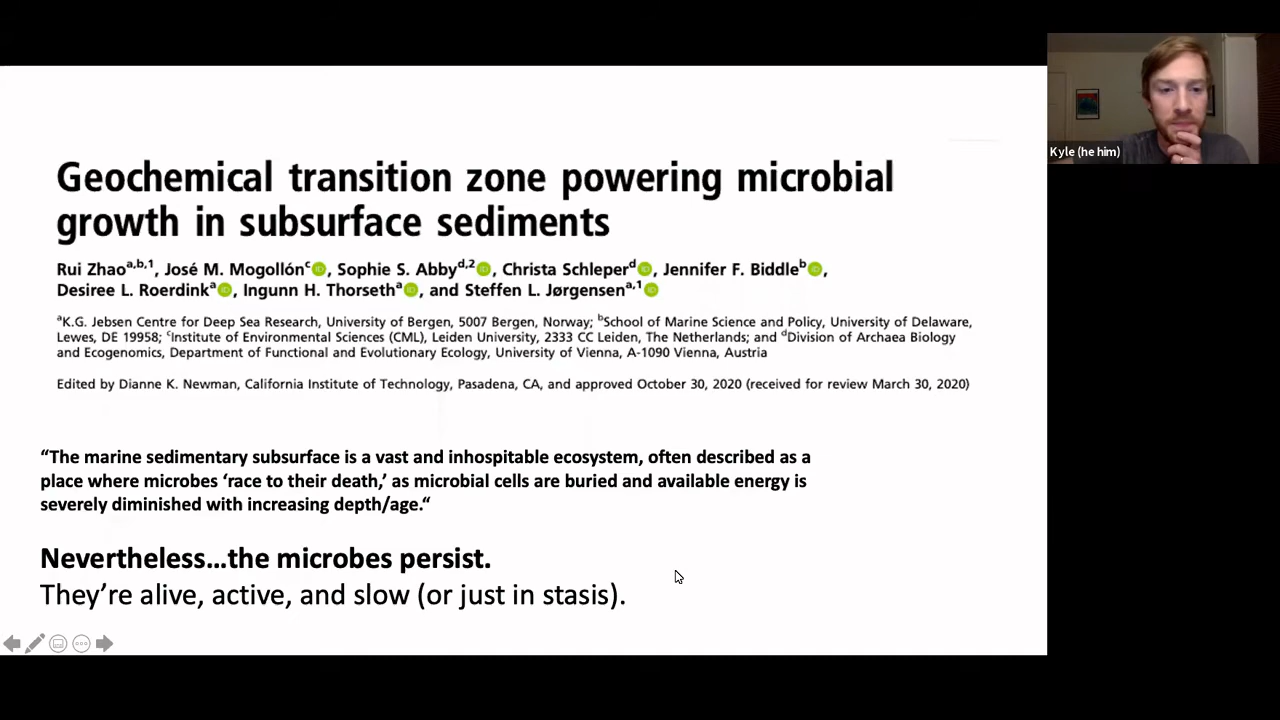 Geochemical transition zone powering microbial
growth in subsurface sediments
Rui Zhaoa,b,1, José M. Mogollónc iD, Sophie S. Abbyd,2 iD, Christa Schleperd iD, Jennifer F. Biddleb iD,
Desiree L. Roerdinka iD, Ingunn H. Thorsetha iD, and Steffen L. Jørgensena,1 iD
aK.G. Jebsen Centre for Deep Sea Research, University of Bergen, 5007 Bergen, Norway; bSchool of Marine Science and Policy, University of Delaware,
Lewes, DE 19958; cInstitute of Environmental Sciences (CML), Leiden University, 2333 CC Leiden, The Netherlands; and dDivision of Archaea Biology
and Ecogenomics, Department of Functional and Evolutionary Ecology, University of Vienna, A-1090 Vienna, Austria
Edited by Dianne K. Newman, California Institute of Technology, Pasadena, CA, and approved October 30, 2020 (received for review March 30, 2020)
“The marine sedimentary subsurface is a vast and inhospitable ecosystem, often described as a
place where microbes ‘race to their death,’ as microbial cells are buried and available energy is
severely diminished with increasing depth/age.“
Nevertheless…the microbes persist.
They’re alive, active, and slow (or just in stasis).
Kyle (he him)